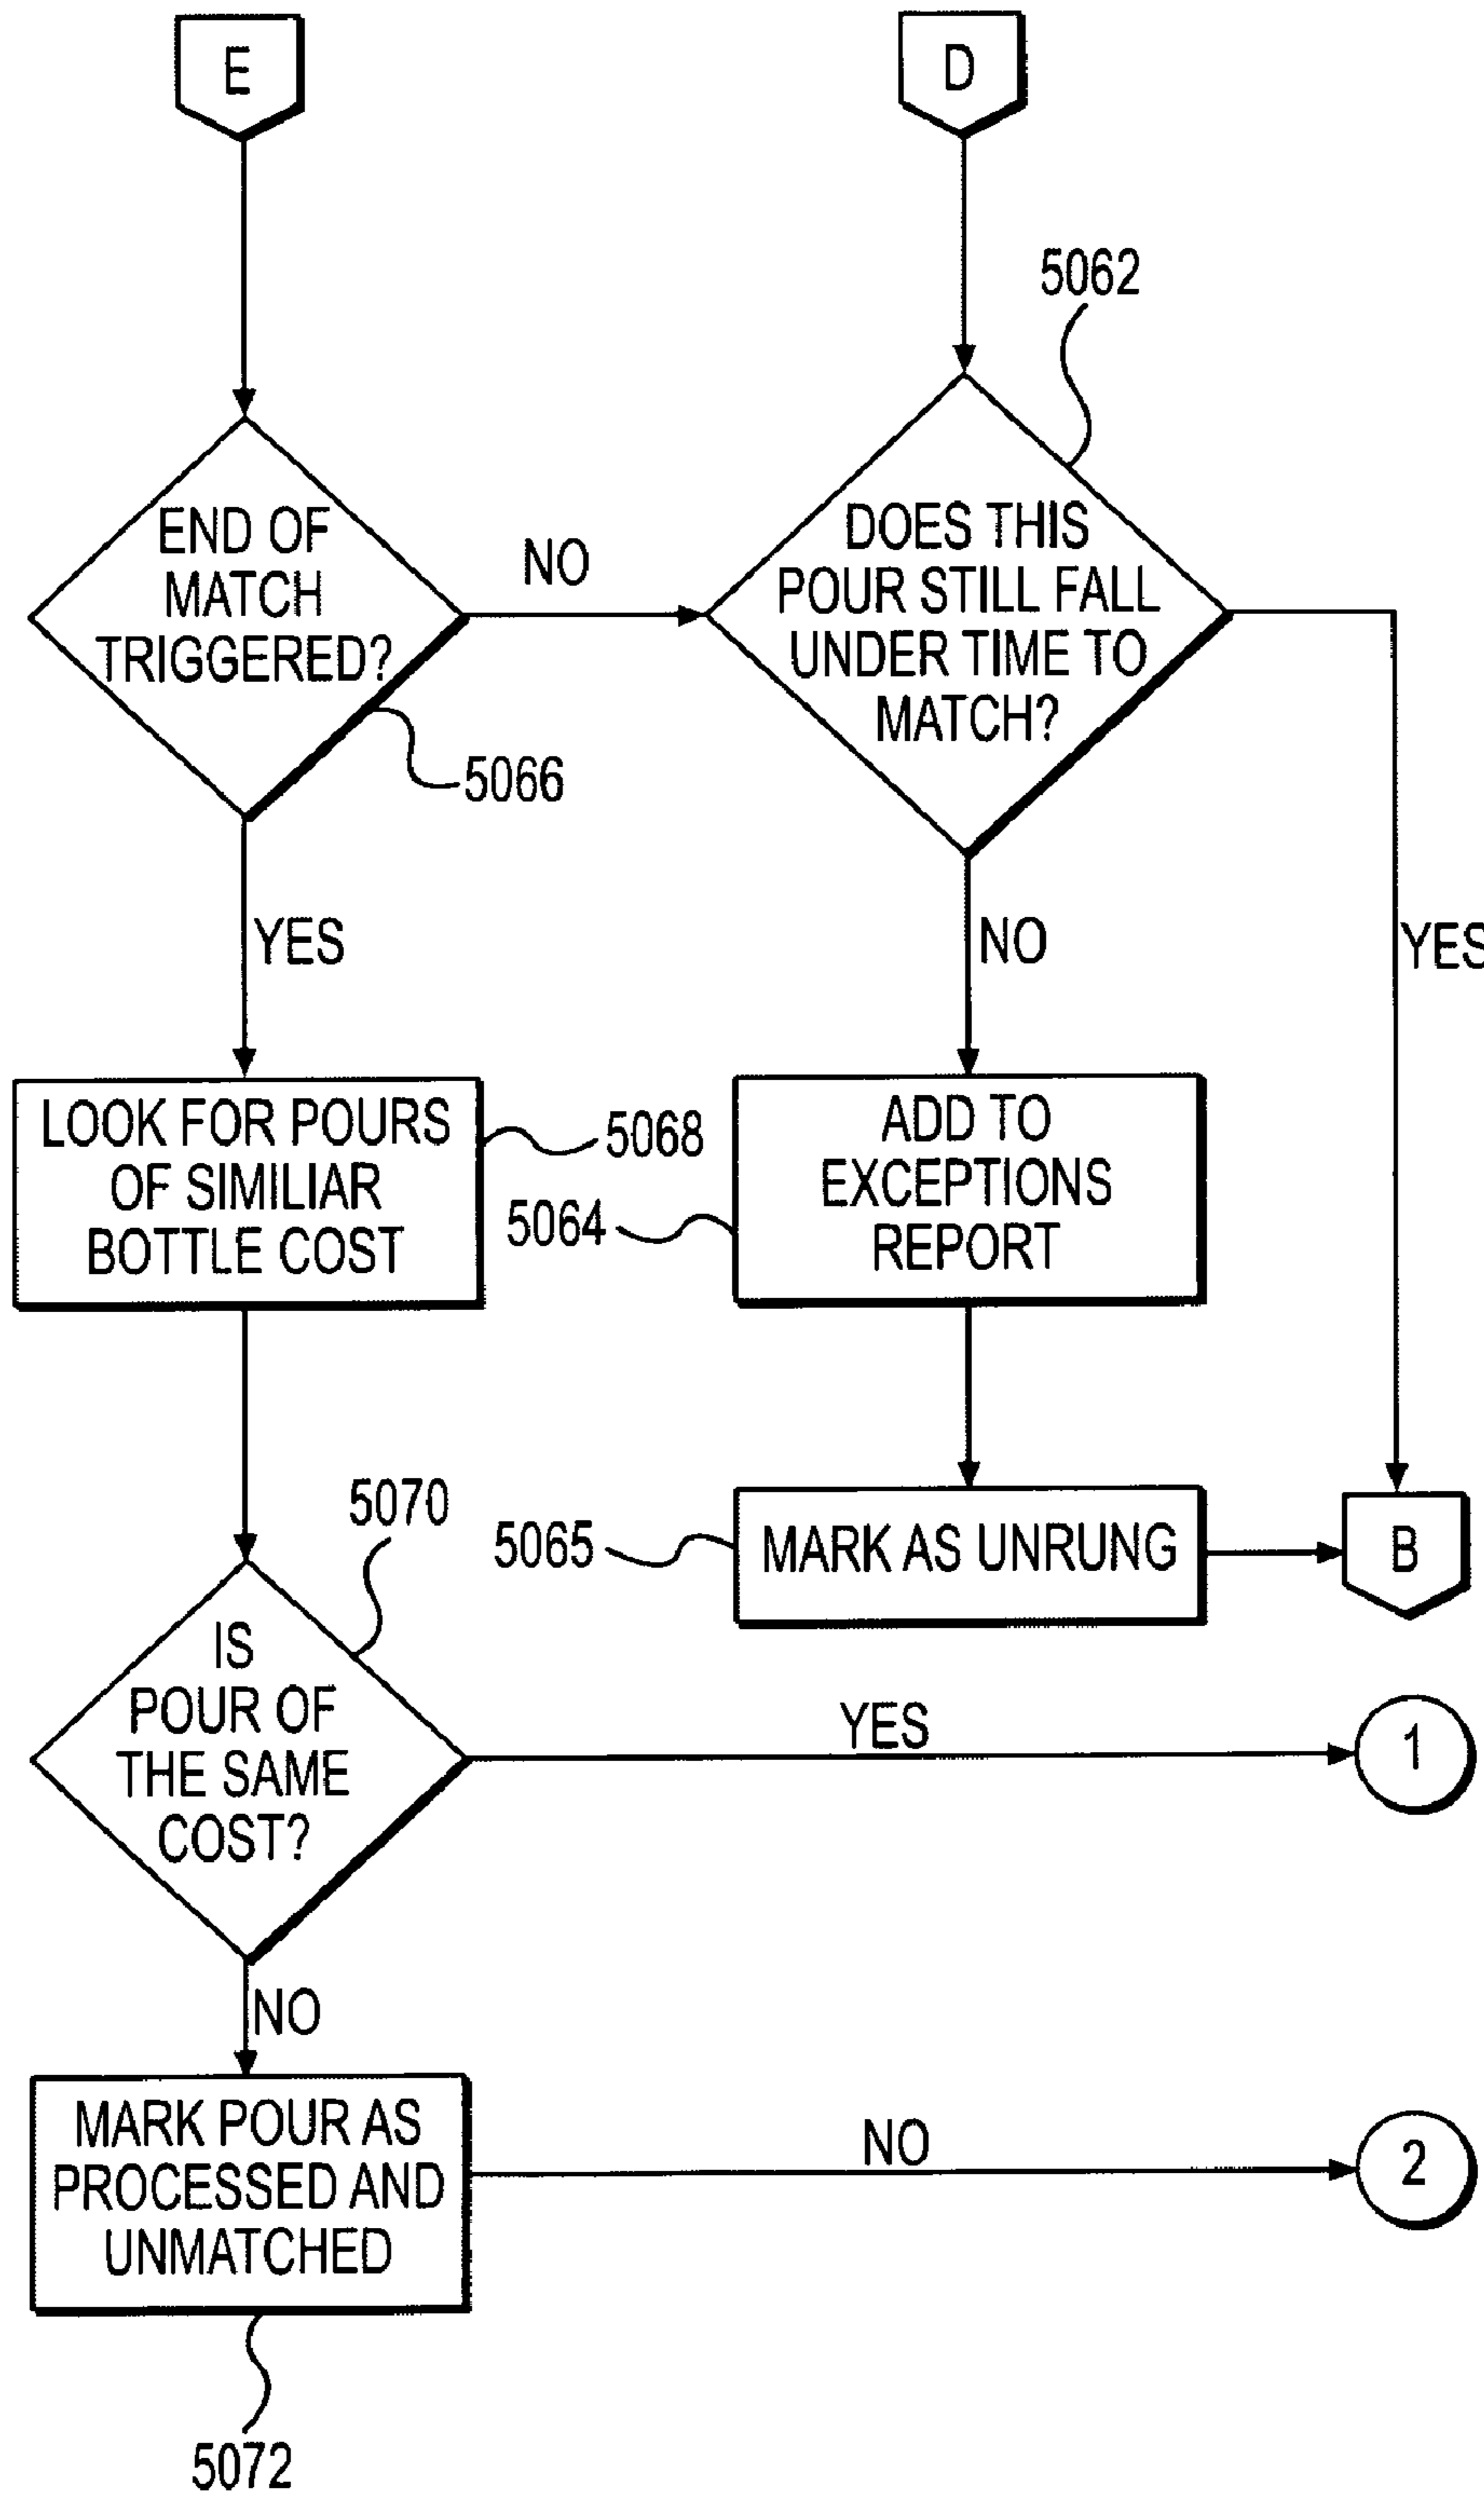 E
D
5062
END OF
MATCH
TRIGGERED?
NO
DOES THIS
POUR STILL FALL
UNDER TIME TO
MATCH?
5066
YES
NO
YES
LOOK FOR POURS
OF SIMILIAR
BOTTLE COST
5068
5064
ADD TO
EXCEPTIONS
REPORT
5070
5065
MARK AS UNRUNG
B
IS
POUR OF
THE SAME
COST?
YES
1
NO
MARK POUR AS
PROCESSED AND
UNMATCHED
NO
2
5072